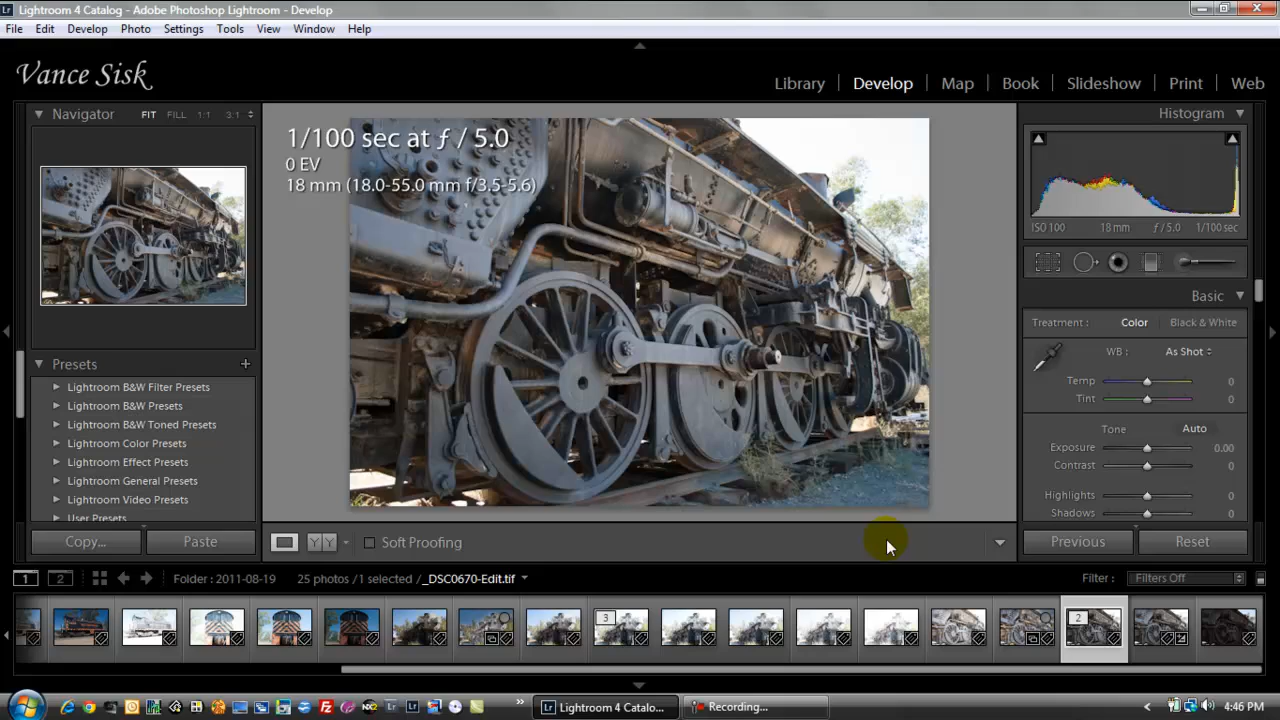 Lightroom 4 Catalog - Adobe Photoshop Lightroom - Develop
File Edit Develop Photo Settings Tools View Window Help
Vance Sisk
Library Develop Map Book Slideshow Print Web
Navigator FIT FILL 1:1 3:1
Histogram
1/100 sec at ƒ / 5.0
0 EV
18 mm (18.0-55.0 mm f/3.5-5.6)
ISO 100 18 mm ƒ / 5.0 1/100 sec
Basic
Treatment : Color Black & White
WB : As Shot
Temp 0
Tint 0
Tone Auto
Exposure 0.00
Contrast 0
Highlights 0
Shadows 0
Presets +
Lightroom B&W Filter Presets
Lightroom B&W Presets
Lightroom B&W Toned Presets
Lightroom Color Presets
Lightroom Effect Presets
Lightroom General Presets
Lightroom Video Presets
User Presets
Copy... Paste
Y Y Soft Proofing
Previous Reset
1 2 Folder : 2011-08-19 25 photos / 1 selected / _DSC0670-Edit.tif
Filter : Filters Off
3 2
Lr Lightroom 4 Catalo... Recording... 4:46 PM